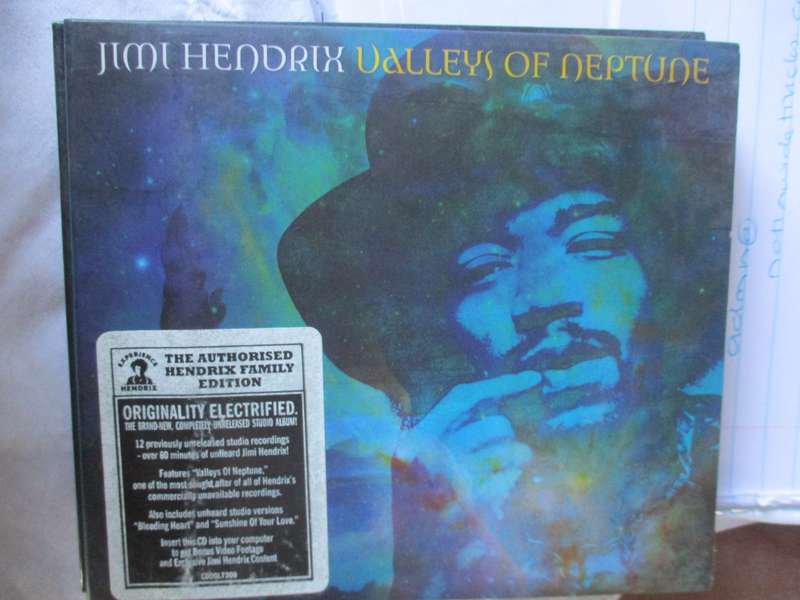 JIMI HENDRIX VALLEYS OF NEPTUNE
EXPERIENCE
HENDRIX
THE AUTHORISED
HENDRIX FAMILY
EDITION
ORIGINALITY ELECTRIFIED.
THE BRAND-NEW, COMPLETELY UNRELEASED STUDIO ALBUM!
12 previously unreleased studio recordings
- over 60 minutes of unheard Jimi Hendrix!
Features "Valleys Of Neptune,"
one of the most sought after of all of Hendrix's
commercially unavailable recordings.
Also includes unheard studio versions
"Bleeding Heart" and "Sunshine Of Your Love."
Insert this CD into your computer
to get Bonus Video Footage
and Exclusive Jimi Hendrix Content